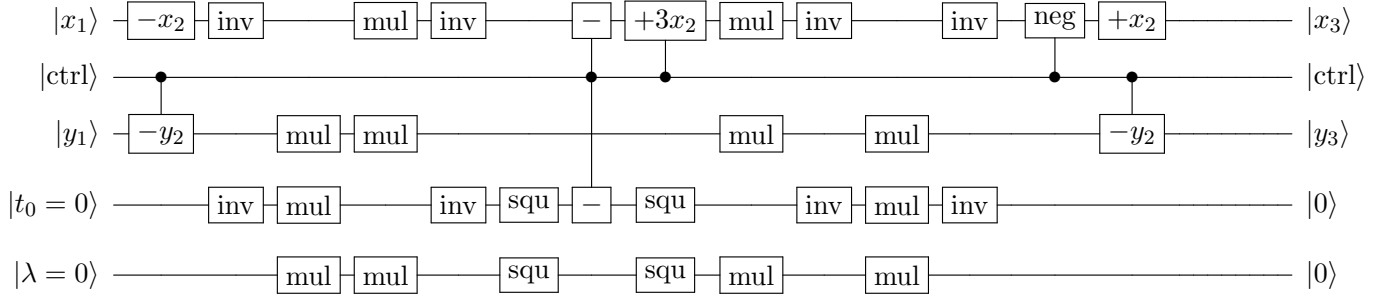 |x₁⟩ −x₂ inv mul inv − +3x₂ mul inv inv neg +x₂ |x₃⟩
|ctrl⟩ |ctrl⟩
|y₁⟩ −y₂ mul mul mul mul −y₂ |y₃⟩
|t₀ = 0⟩ inv mul inv squ − squ inv mul inv |0⟩
|λ = 0⟩ mul mul squ squ mul mul |0⟩